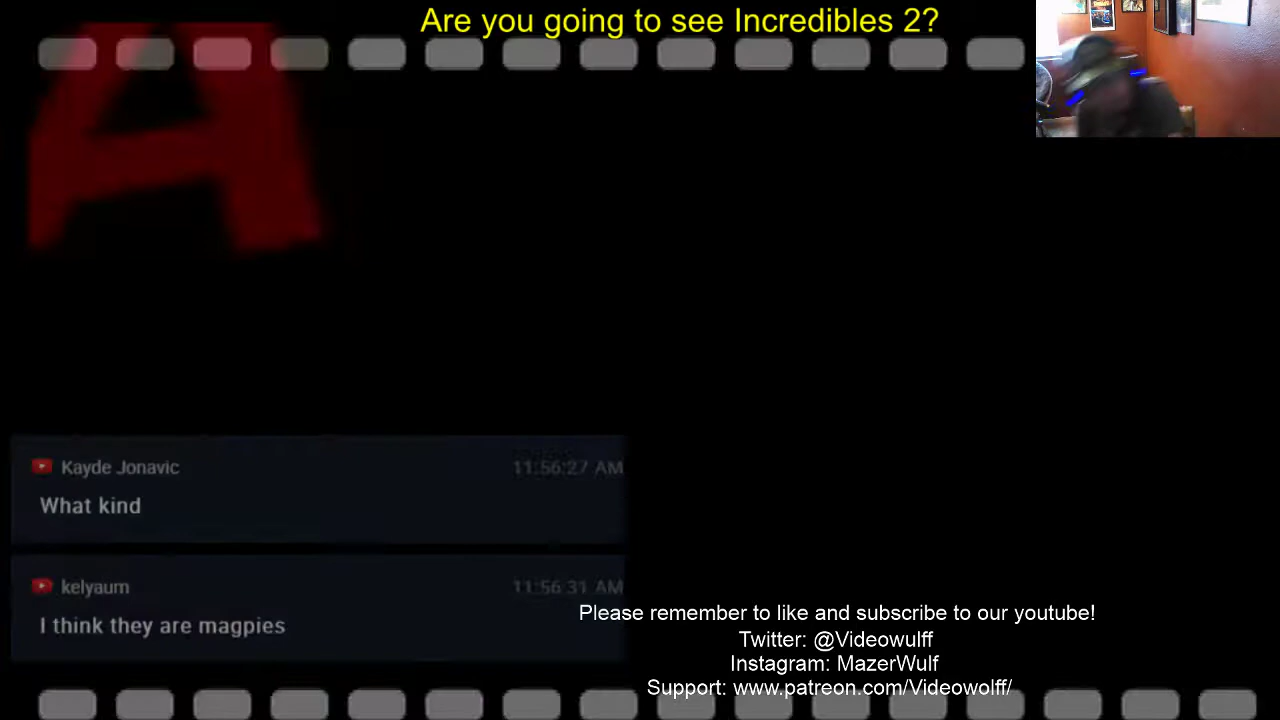 Are you going to see Incredibles 2?
A
Kayde Jonavic 11:56:27 AM
What kind
kelyaum 11:56:31 AM
I think they are magpies
Please remember to like and subscribe to our youtube!
Twitter: @Videowulff
Instagram: MazerWulf
Support: www.patreon.com/Videowolff/